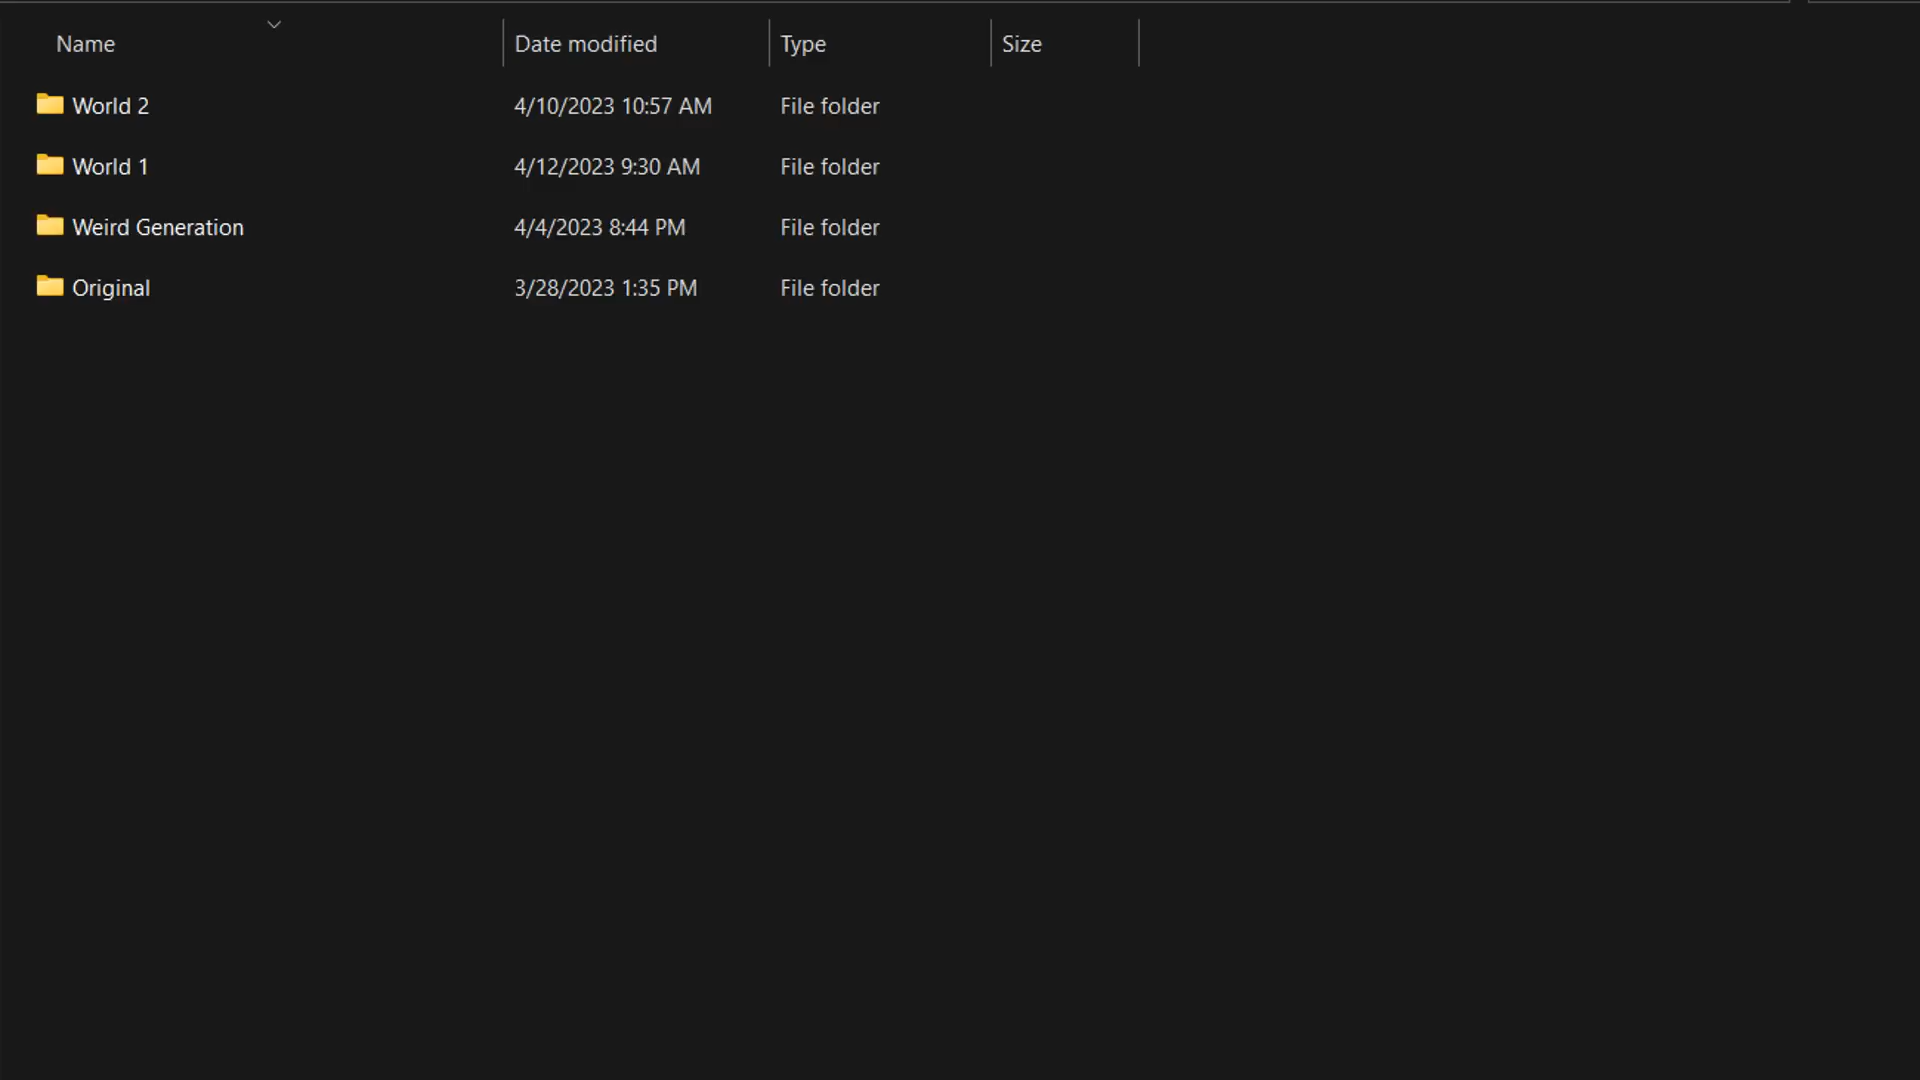 Name Date modified Type Size
World 2 4/10/2023 10:57 AM File folder
World 1 4/12/2023 9:30 AM File folder
Weird Generation 4/4/2023 8:44 PM File folder
Original 3/28/2023 1:35 PM File folder